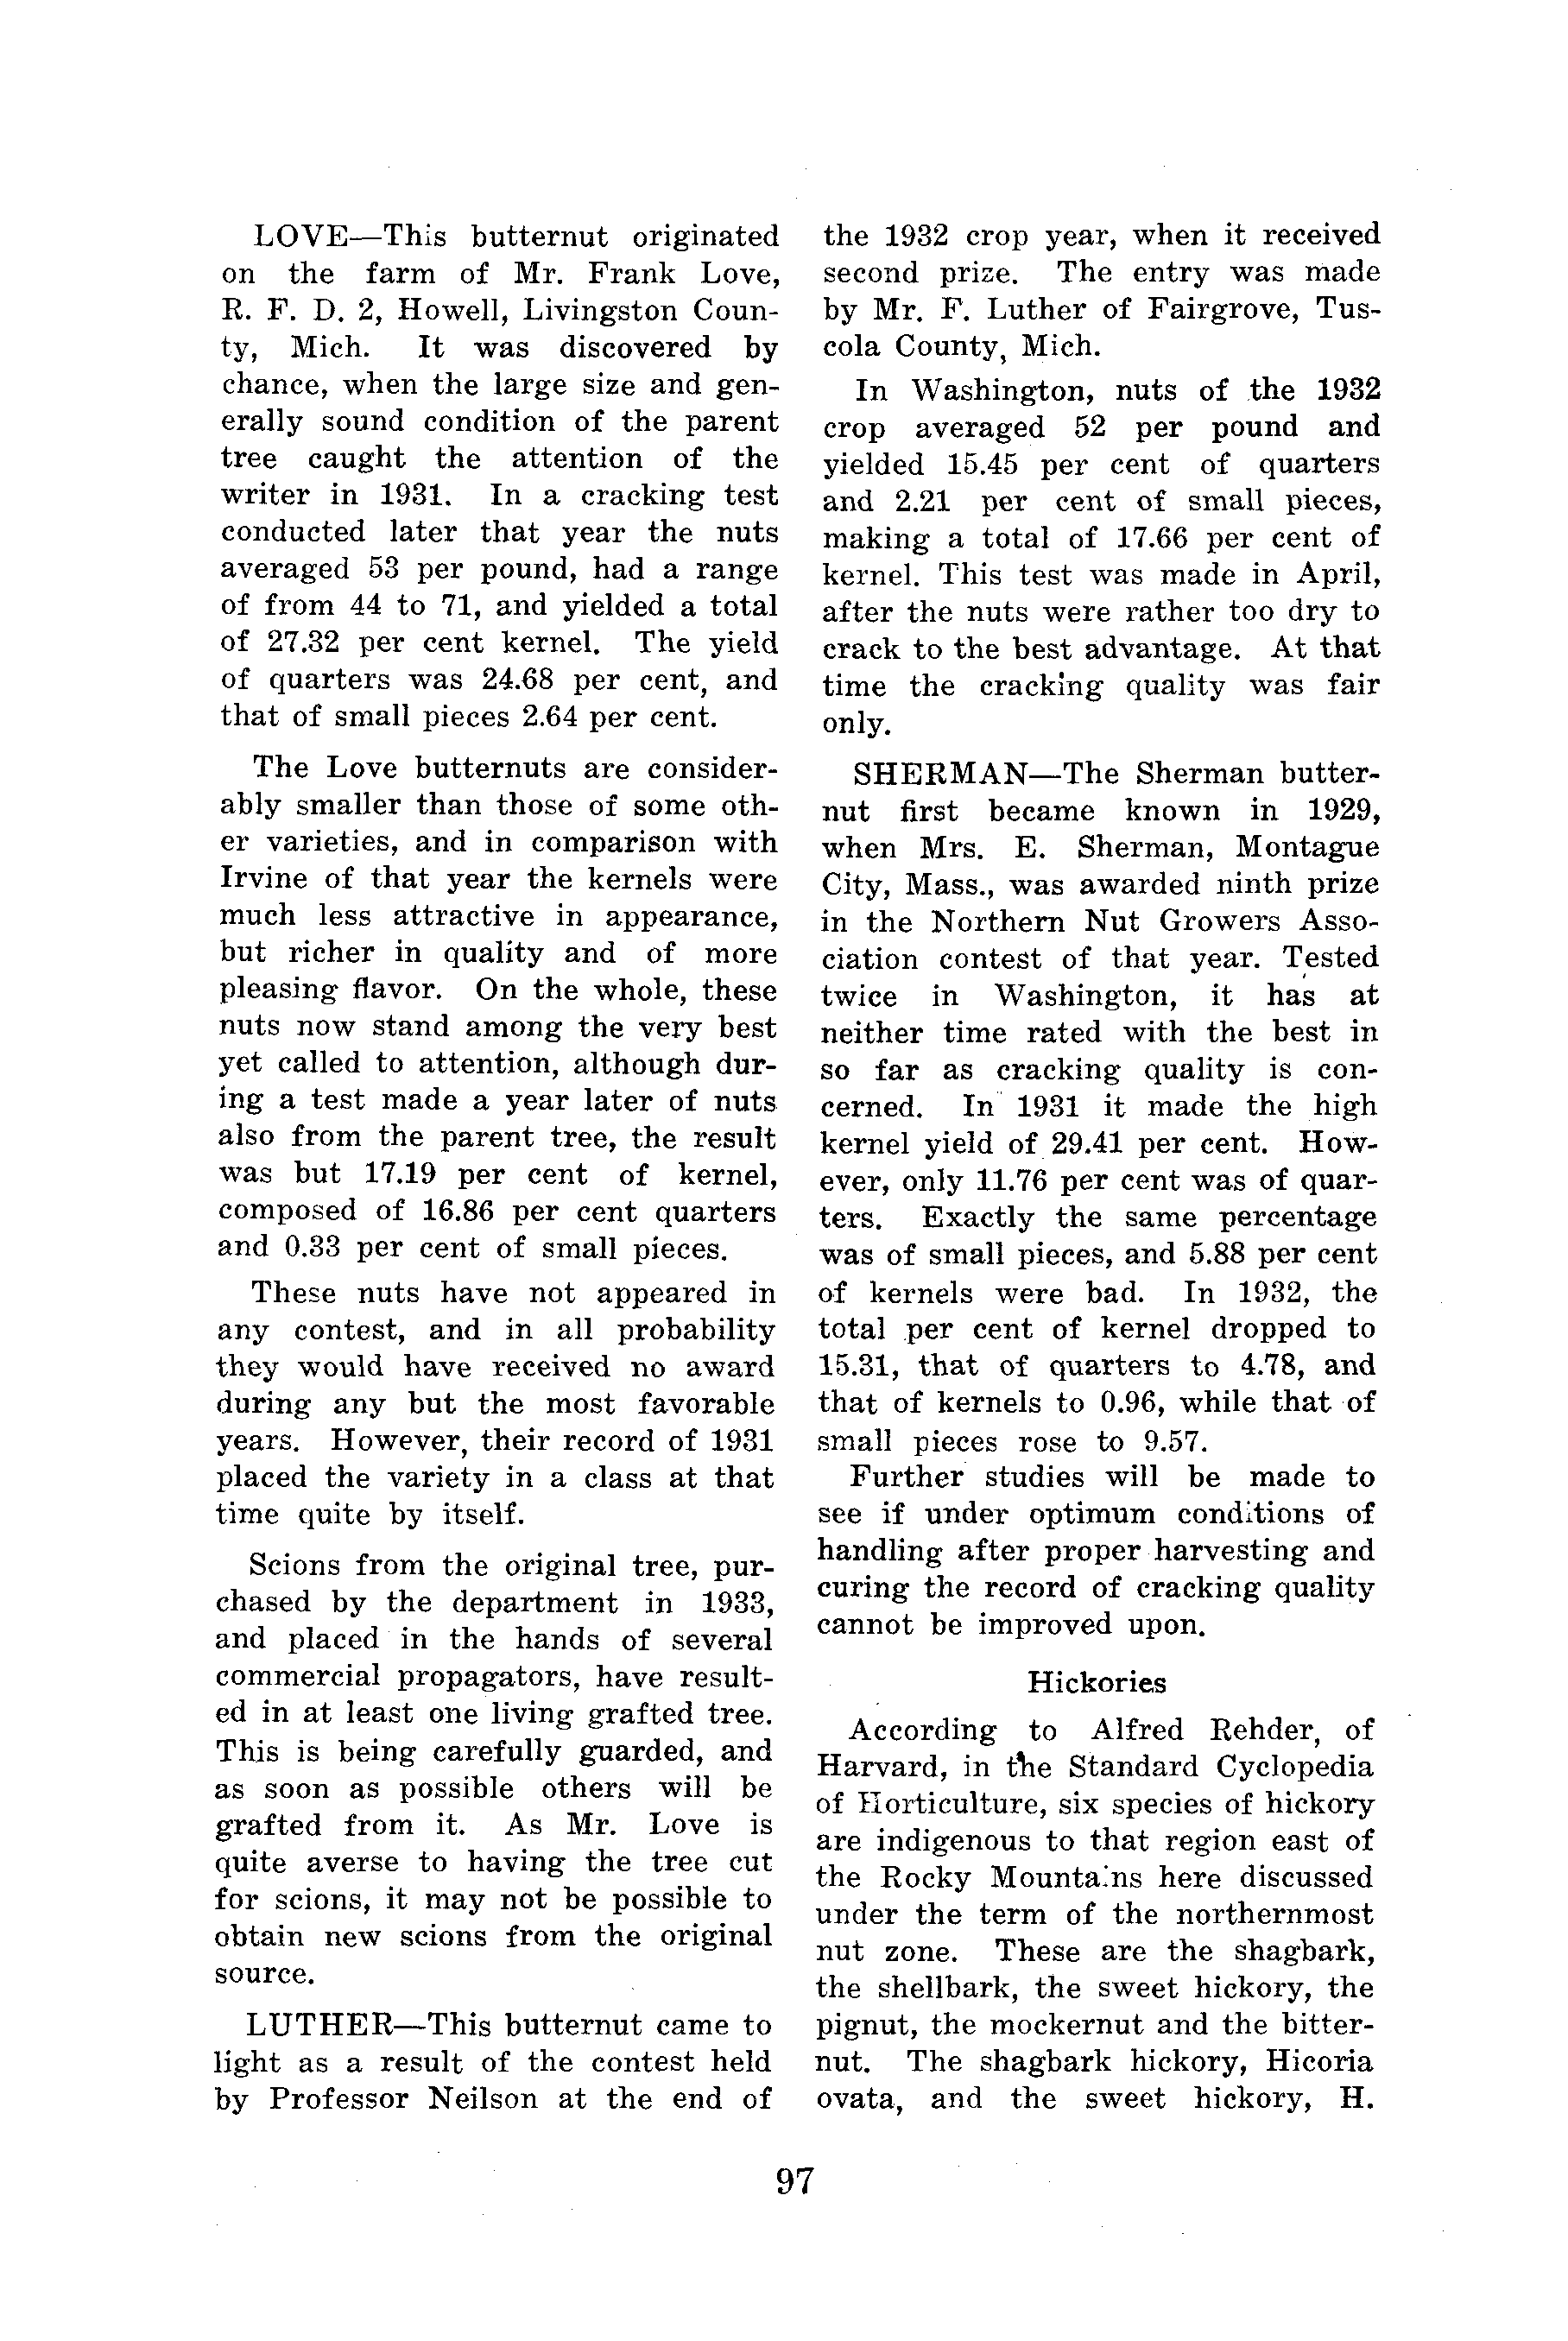 LOVE—This butternut originated
on the farm of Mr. Frank Love,
R. F. D. 2, Howell, Livingston Coun-
ty, Mich. It was discovered by
chance, when the large size and gen-
erally sound condition of the parent
tree caught the attention of the
writer in 1931. In a cracking test
conducted later that year the nuts
averaged 53 per pound, had a range
of from 44 to 71, and yielded a total
of 27.32 per cent kernel. The yield
of quarters was 24.68 per cent, and
that of small pieces 2.64 per cent.
The Love butternuts are consider-
ably smaller than those of some oth-
er varieties, and in comparison with
Irvine of that year the kernels were
much less attractive in appearance,
but richer in quality and of more
pleasing flavor. On the whole, these
nuts now stand among the very best
yet called to attention, although dur-
ing a test made a year later of nuts
also from the parent tree, the result
was but 17.19 per cent of kernel,
composed of 16.86 per cent quarters
and 0.33 per cent of small pieces.
These nuts have not appeared in
any contest, and in all probability
they would have received no award
during any but the most favorable
years. However, their record of 1931
placed the variety in a class at that
time quite by itself.
Scions from the original tree, pur-
chased by the department in 1933,
and placed in the hands of several
commercial propagators, have result-
ed in at least one living grafted tree.
This is being carefully guarded, and
as soon as possible others will be
grafted from it. As Mr. Love is
quite averse to having the tree cut
for scions, it may not be possible to
obtain new scions from the original
source.
LUTHER—This butternut came to
light as a result of the contest held
by Professor Neilson at the end of
the 1932 crop year, when it received
second prize. The entry was made
by Mr. F. Luther of Fairgrove, Tus-
cola County, Mich.
In Washington, nuts of the 1932
crop averaged 52 per pound and
yielded 15.45 per cent of quarters
and 2.21 per cent of small pieces,
making a total of 17.66 per cent of
kernel. This test was made in April,
after the nuts were rather too dry to
crack to the best advantage. At that
time the cracking quality was fair
only.
SHERMAN—The Sherman butter-
nut first became known in 1929,
when Mrs. E. Sherman, Montague
City, Mass., was awarded ninth prize
in the Northern Nut Growers Asso-
ciation contest of that year. Tested
twice in Washington, it has at
neither time rated with the best in
so far as cracking quality is con-
cerned. In 1931 it made the high
kernel yield of 29.41 per cent. How-
ever, only 11.76 per cent was of quar-
ters. Exactly the same percentage
was of small pieces, and 5.88 per cent
of kernels were bad. In 1932, the
total per cent of kernel dropped to
15.31, that of quarters to 4.78, and
that of kernels to 0.96, while that of
small pieces rose to 9.57.
Further studies will be made to
see if under optimum conditions of
handling after proper harvesting and
curing the record of cracking quality
cannot be improved upon.
Hickories
According to Alfred Rehder, of
Harvard, in the Standard Cyclopedia
of Horticulture, six species of hickory
are indigenous to that region east of
the Rocky Mountains here discussed
under the term of the northernmost
nut zone. These are the shagbark,
the shellbark, the sweet hickory, the
pignut, the mockernut and the bitter-
nut. The shagbark hickory, Hicoria
ovata, and the sweet hickory, H.
97